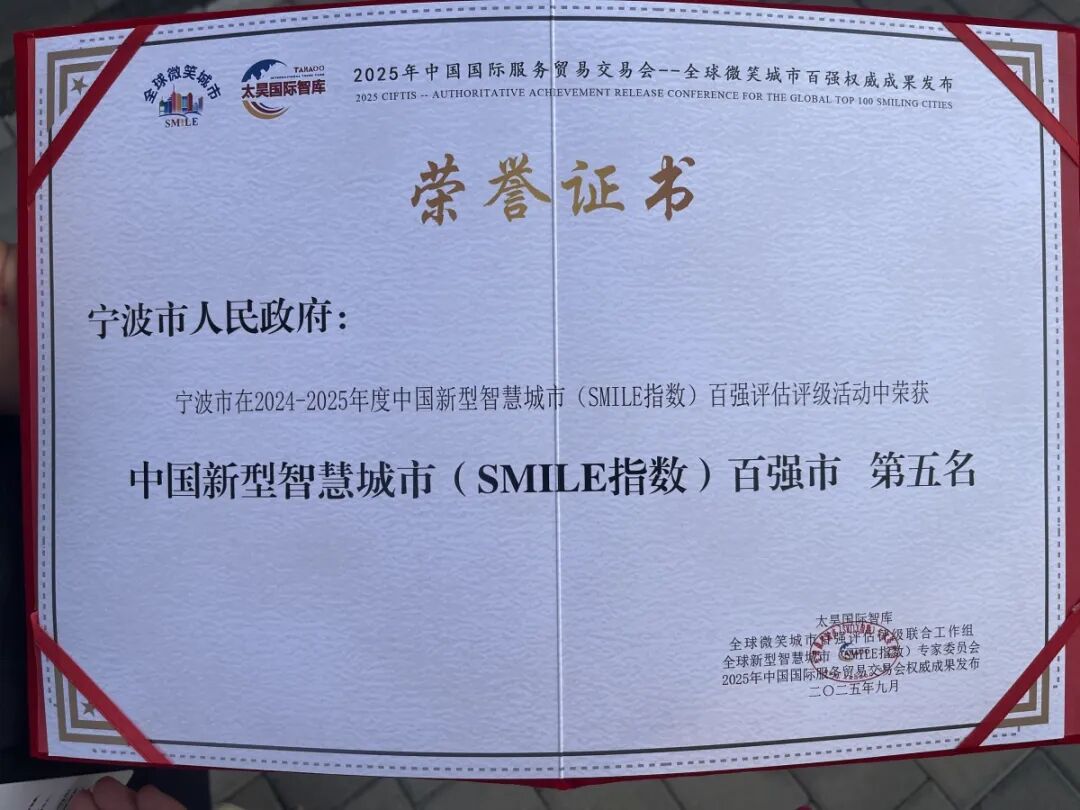 全球微笑城市
SMILE
TAHAOO
INTERNATIONAL THINK TANK
太昊国际智库
2025年中国国际服务贸易交易会--全球微笑城市百强权威成果发布
2025 CIFTIS -- AUTHORITATIVE ACHIEVEMENT RELEASE CONFERENCE FOR THE GLOBAL TOP 100 SMILING CITIES
荣誉证书
宁波市人民政府：
宁波市在2024-2025年度中国新型智慧城市（SMILE指数）百强评估评级活动中荣获
中国新型智慧城市（SMILE指数）百强市 第五名
太昊国际智库
全球微笑城市百强评估评级联合工作组
全球新型智慧城市（SMILE指数）专家委员会
2025年中国国际服务贸易交易会权威成果发布
二〇二五年九月